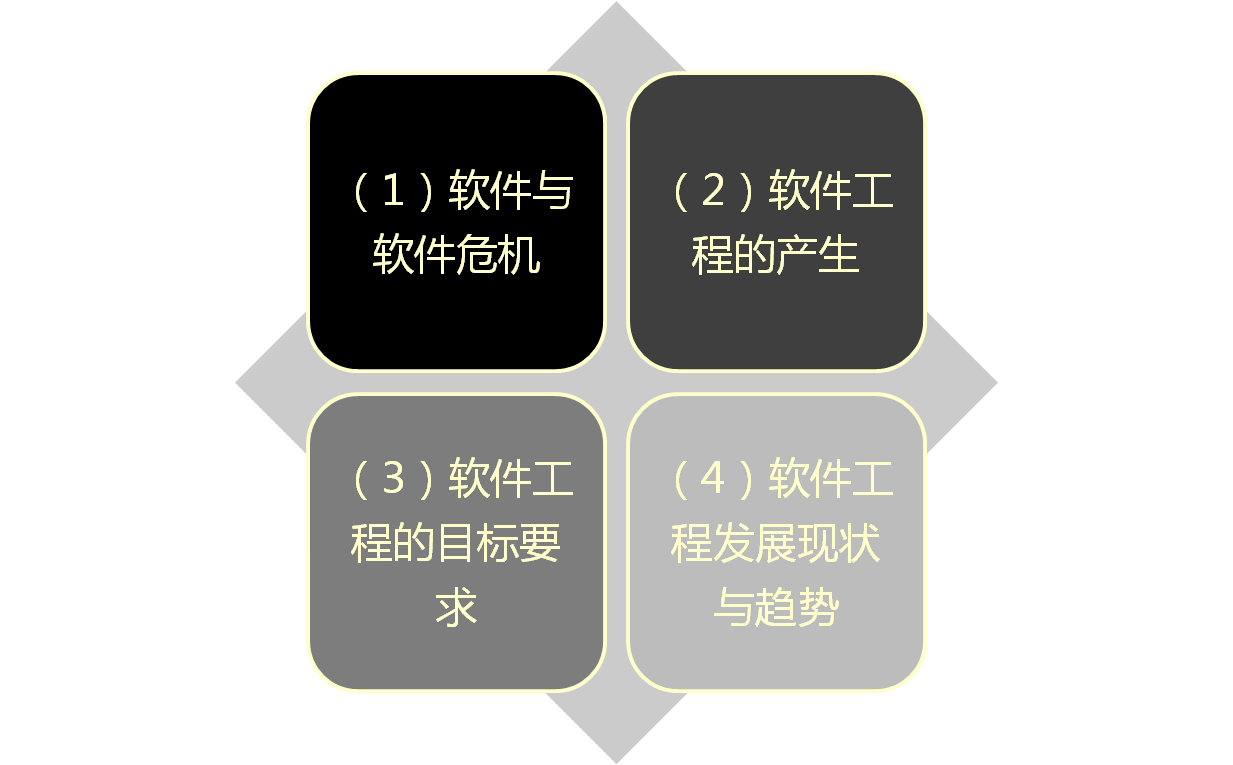 （1）软件与
软件危机
（2）软件工
程的产生
（3）软件工
程的目标要
求
（4）软件工
程发展现状
与趋势